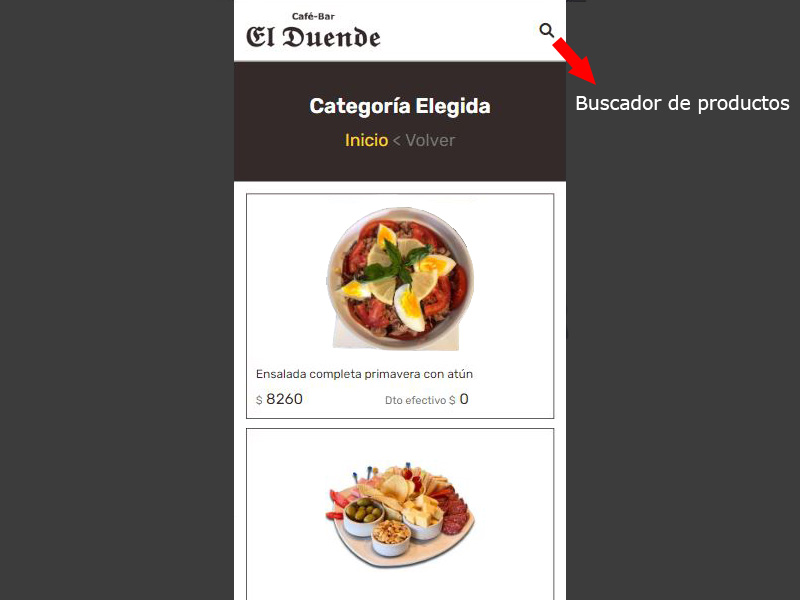 Café-Bar
El Duende
Buscador de productos
Categoría Elegida
Inicio < Volver
Ensalada completa primavera con atún
$ 8260 Dto efectivo $ 0